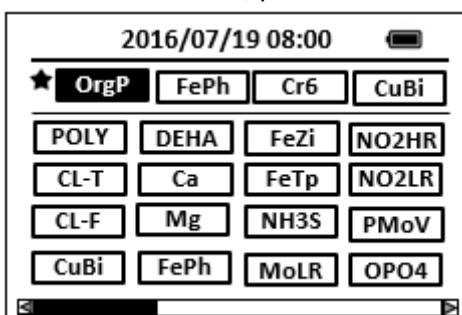 2016/07/19 08:00
OrgP FePh Cr6 CuBi
POLY DEHA FeZi NO2HR
CL-T Ca FeTp NO2LR
CL-F Mg NH3S PMoV
CuBi FePh MoLR OPO4